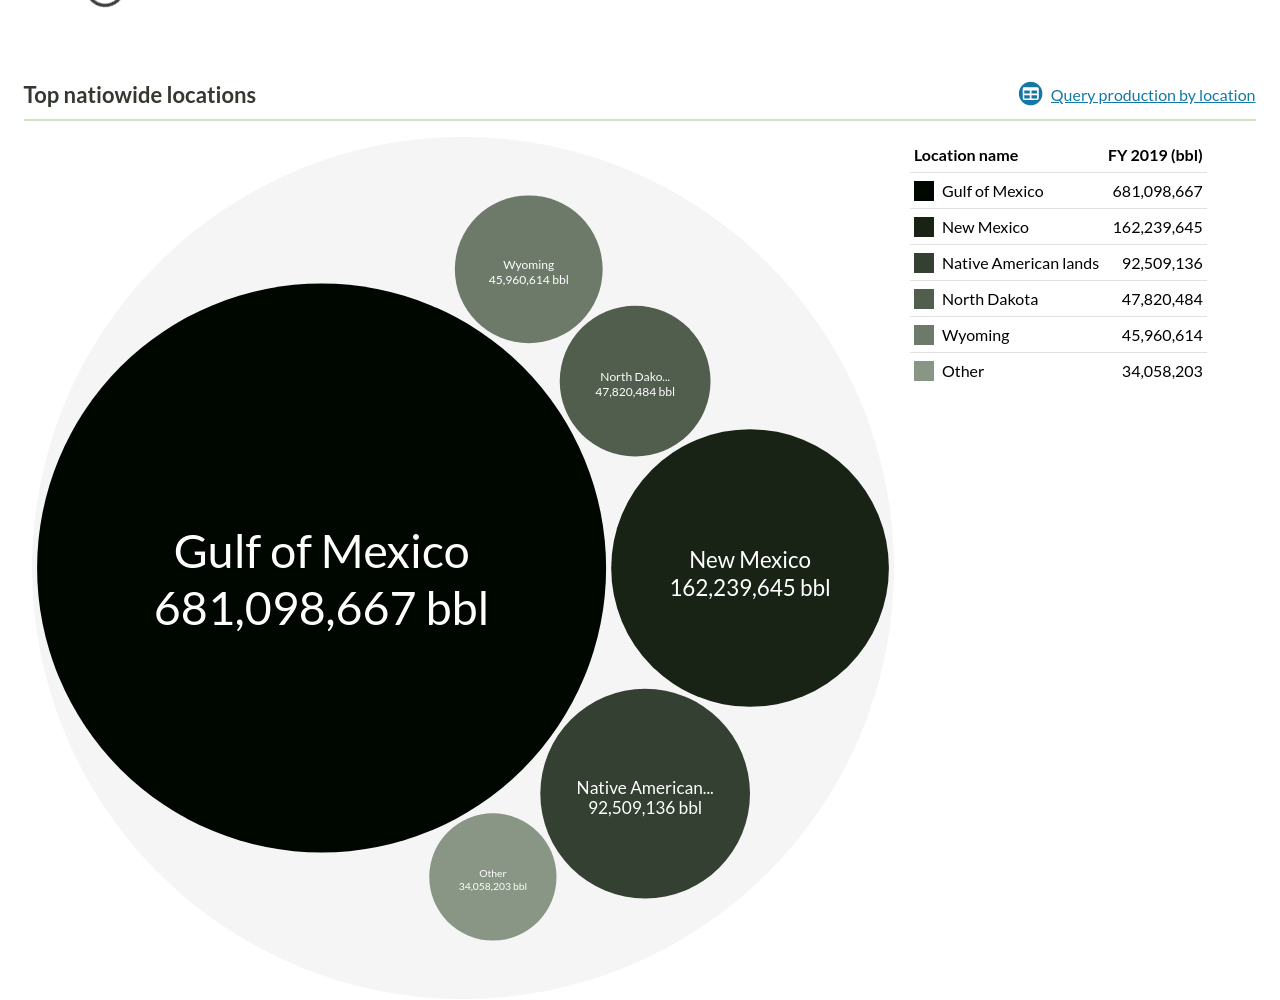 Top natiowide locations
Query production by location
Location name FY 2019 (bbl)
Gulf of Mexico 681,098,667
New Mexico 162,239,645
Native American lands 92,509,136
North Dakota 47,820,484
Wyoming 45,960,614
Other 34,058,203
Wyoming
45,960,614 bbl
North Dako...
47,820,484 bbl
Gulf of Mexico
681,098,667 bbl
New Mexico
162,239,645 bbl
Native American...
92,509,136 bbl
Other
34,058,203 bbl